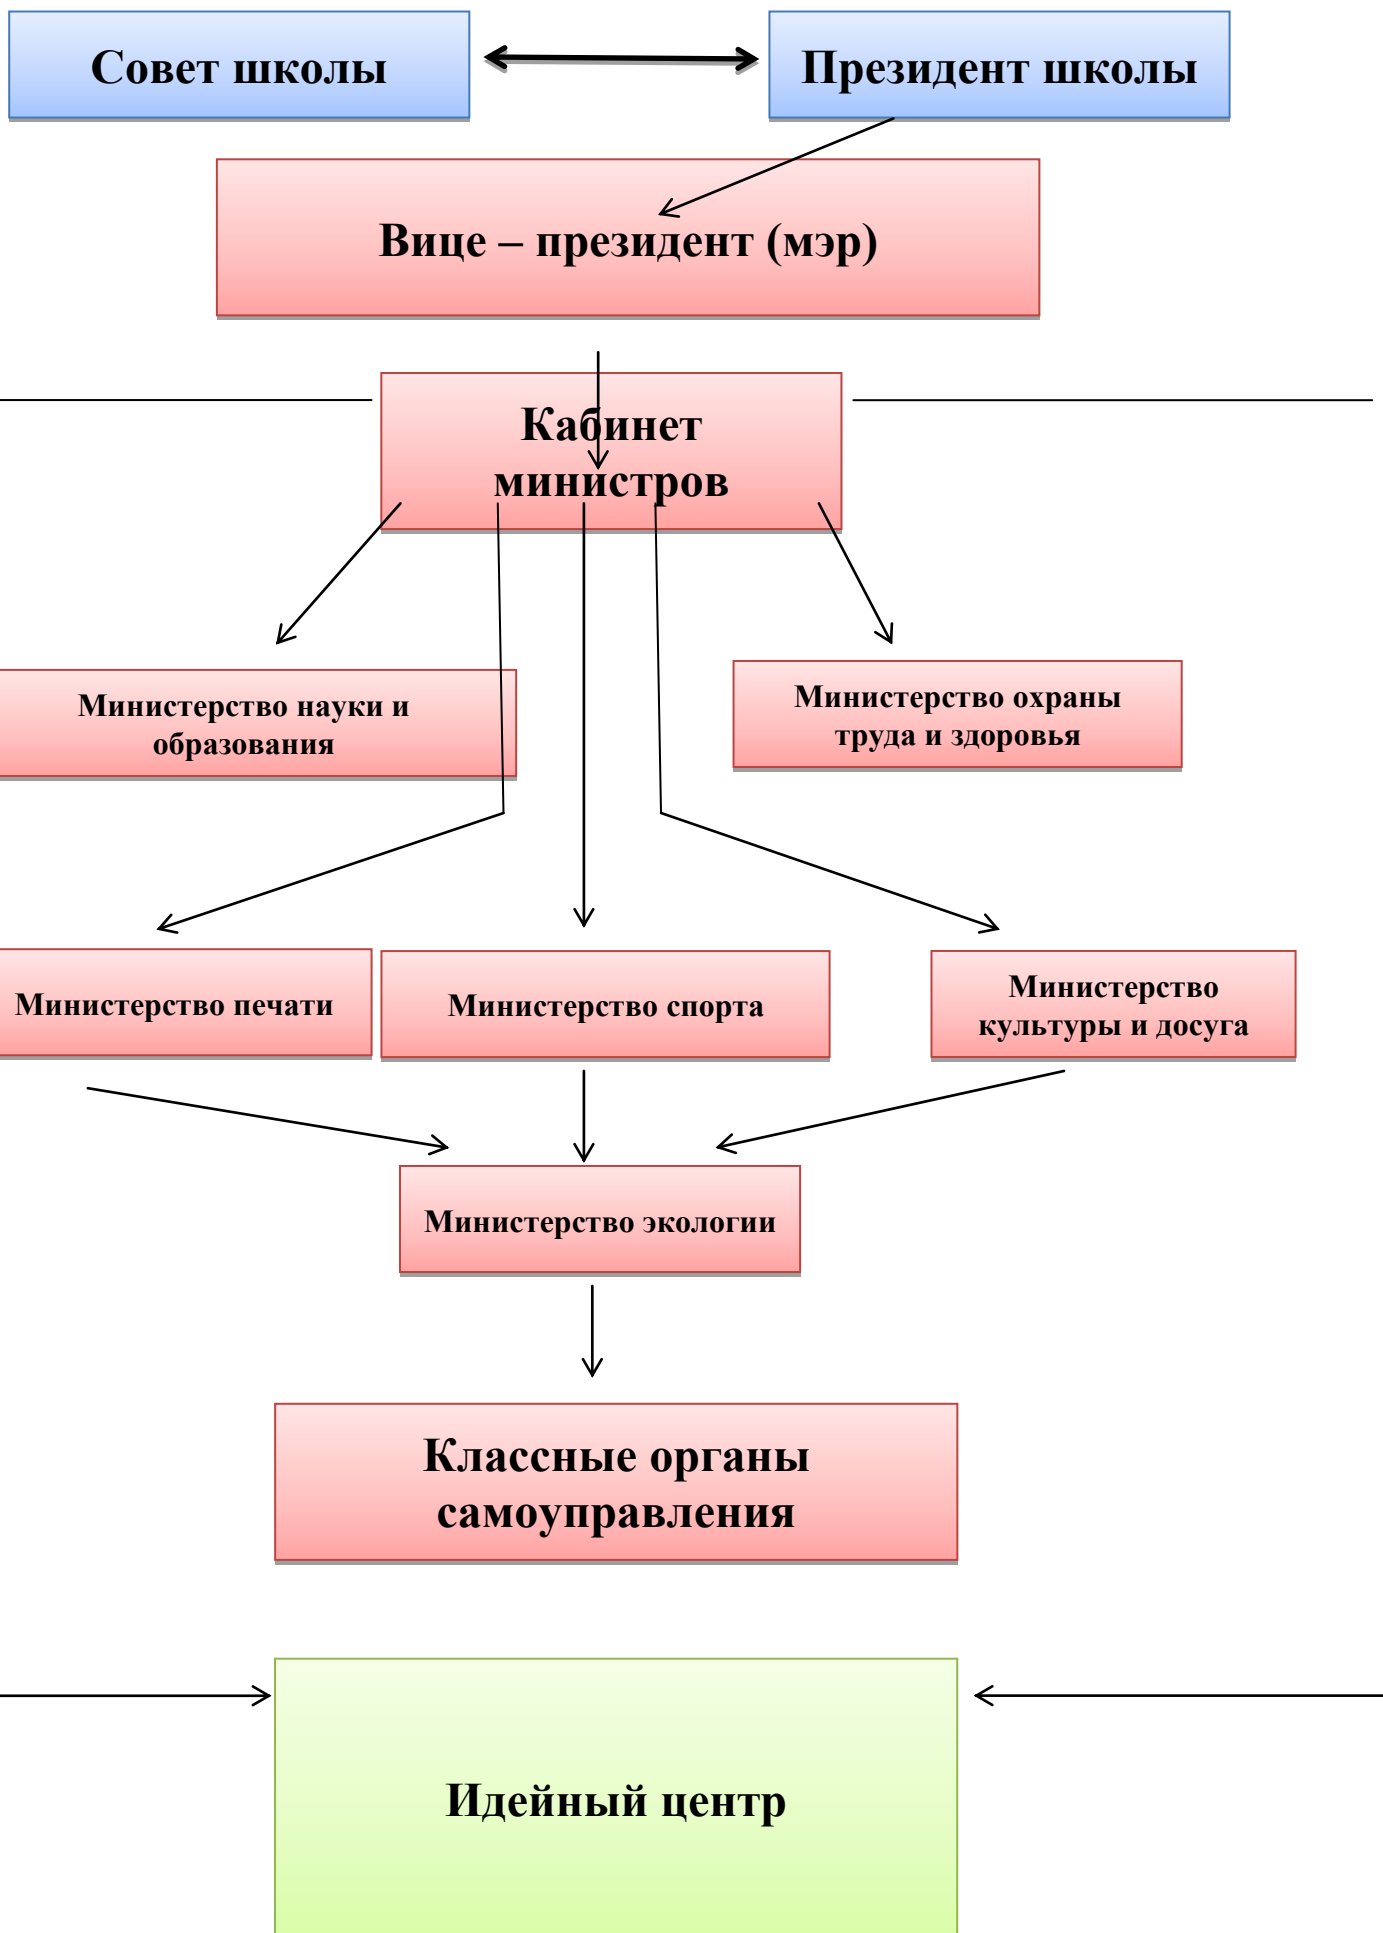 Совет школы
Президент школы
Вице – президент (мэр)
Кабинет
министров
Министерство науки и
образования
Министерство охраны
труда и здоровья
Министерство печати
Министерство спорта
Министерство
культуры и досуга
Министерство экологии
Классные органы
самоуправления
Идейный центр